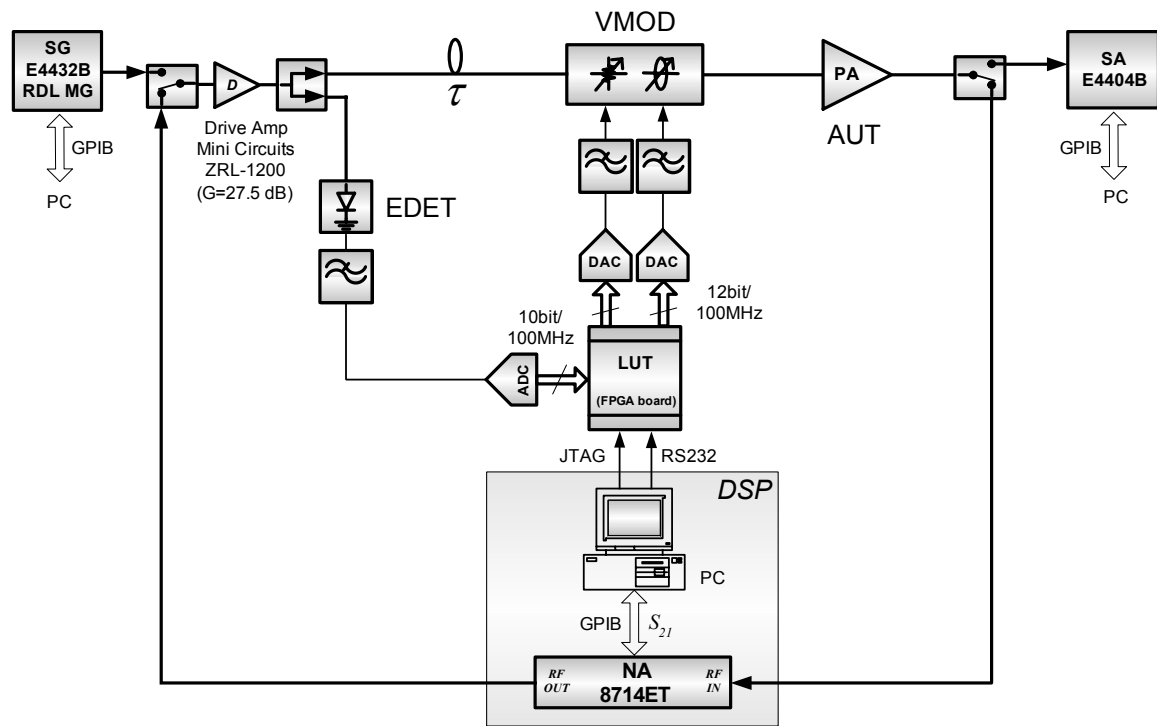 VMOD
SG
E4432B
RDL MG
SA
E4404B
D
PA
τ
AUT
GPIB
PC
Drive Amp
Mini Circuits
ZRL-1200
(G=27.5 dB)
GPIB
PC
EDET
DAC
DAC
10bit/
100MHz
12bit/
100MHz
ADC
LUT
(FPGA board)
JTAG
RS232
DSP
PC
GPIB
S21
RF
OUT
NA
8714ET
RF
IN